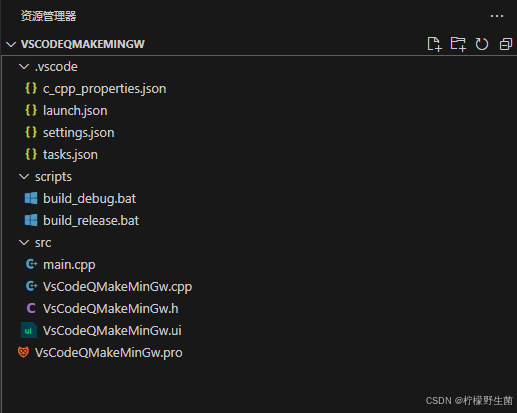 资源管理器
VSCODEQMAKEMINGW
.vscode
{} c_cpp_properties.json
{} launch.json
{} settings.json
{} tasks.json
scripts
build_debug.bat
build_release.bat
src
main.cpp
VsCodeQMakeMinGw.cpp
C VsCodeQMakeMinGw.h
ui VsCodeQMakeMinGw.ui
VsCodeQMakeMinGw.pro
CSDN @柠檬野生菌